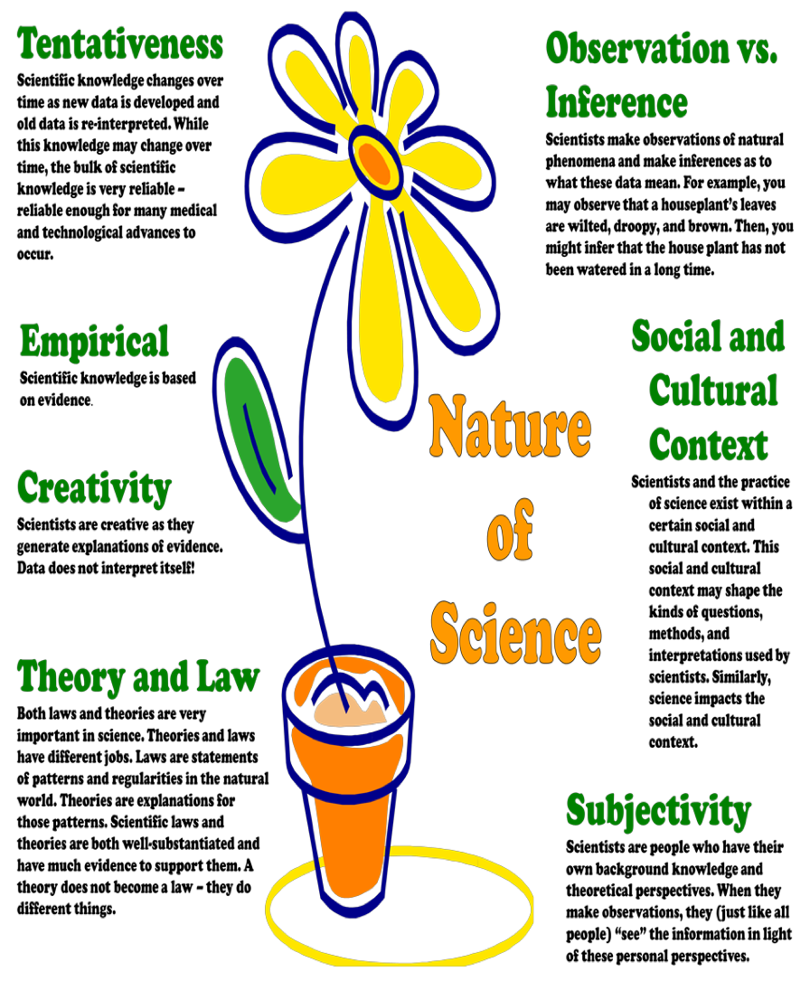 Tentativeness
Scientific knowledge changes over
time as new data is developed and
old data is re-interpreted. While
this knowledge may change over
time, the bulk of scientific
knowledge is very reliable –
reliable enough for many medical
and technological advances to
occur.
Empirical
Scientific knowledge is based
on evidence.
Creativity
Scientists are creative as they
generate explanations of evidence.
Data does not interpret itself!
Theory and Law
Both laws and theories are very
important in science. Theories and laws
have different jobs. Laws are statements
of patterns and regularities in the natural
world. Theories are explanations for
those patterns. Scientific laws and
theories are both well-substantiated and
have much evidence to support them. A
theory does not become a law – they do
different things.
Nature
of
Science
Observation vs.
Inference
Scientists make observations of natural
phenomena and make inferences as to
what these data mean. For example, you
may observe that a houseplant's leaves
are wilted, droopy, and brown. Then, you
might infer that the house plant has not
been watered in a long time.
Social and
Cultural
Context
Scientists and the practice
of science exist within a
certain social and
cultural context. This
social and cultural
context may shape the
kinds of questions,
methods, and
interpretations used by
scientists. Similarly,
science impacts the
social and cultural
context.
Subjectivity
Scientists are people who have their
own background knowledge and
theoretical perspectives. When they
make observations, they (just like all
people) “see” the information in light
of these personal perspectives.